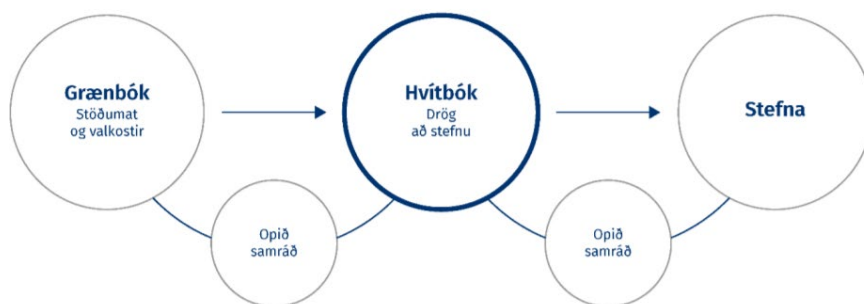 Grænbók
Stöðumat
og valkostir
Hvítbók
Drög
að stefnu
Stefna
Opið
samráð
Opið
samráð